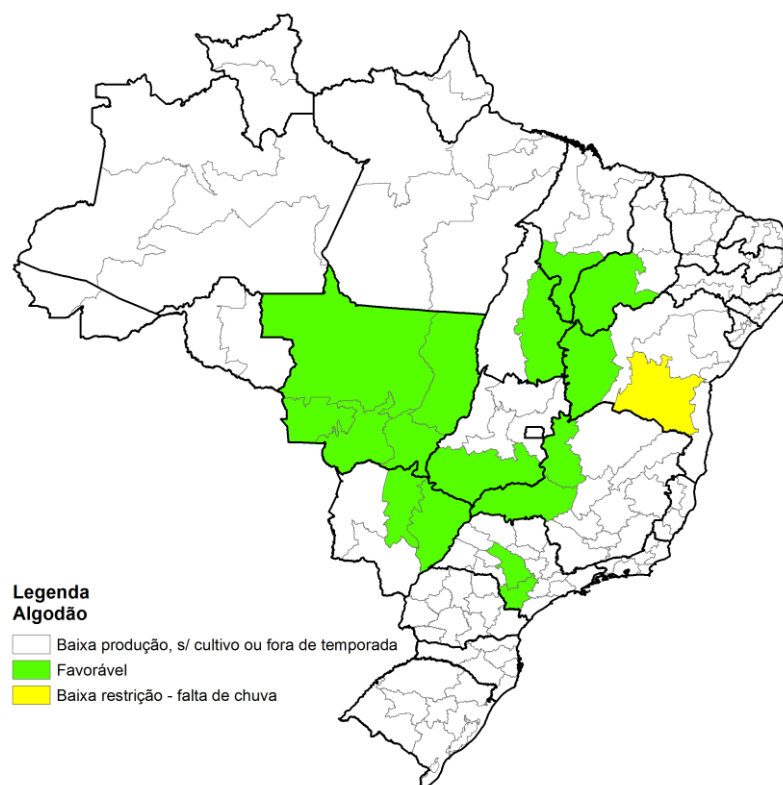 Legenda
Algodão
Baixa produção, s/ cultivo ou fora de temporada
Favorável
Baixa restrição - falta de chuva